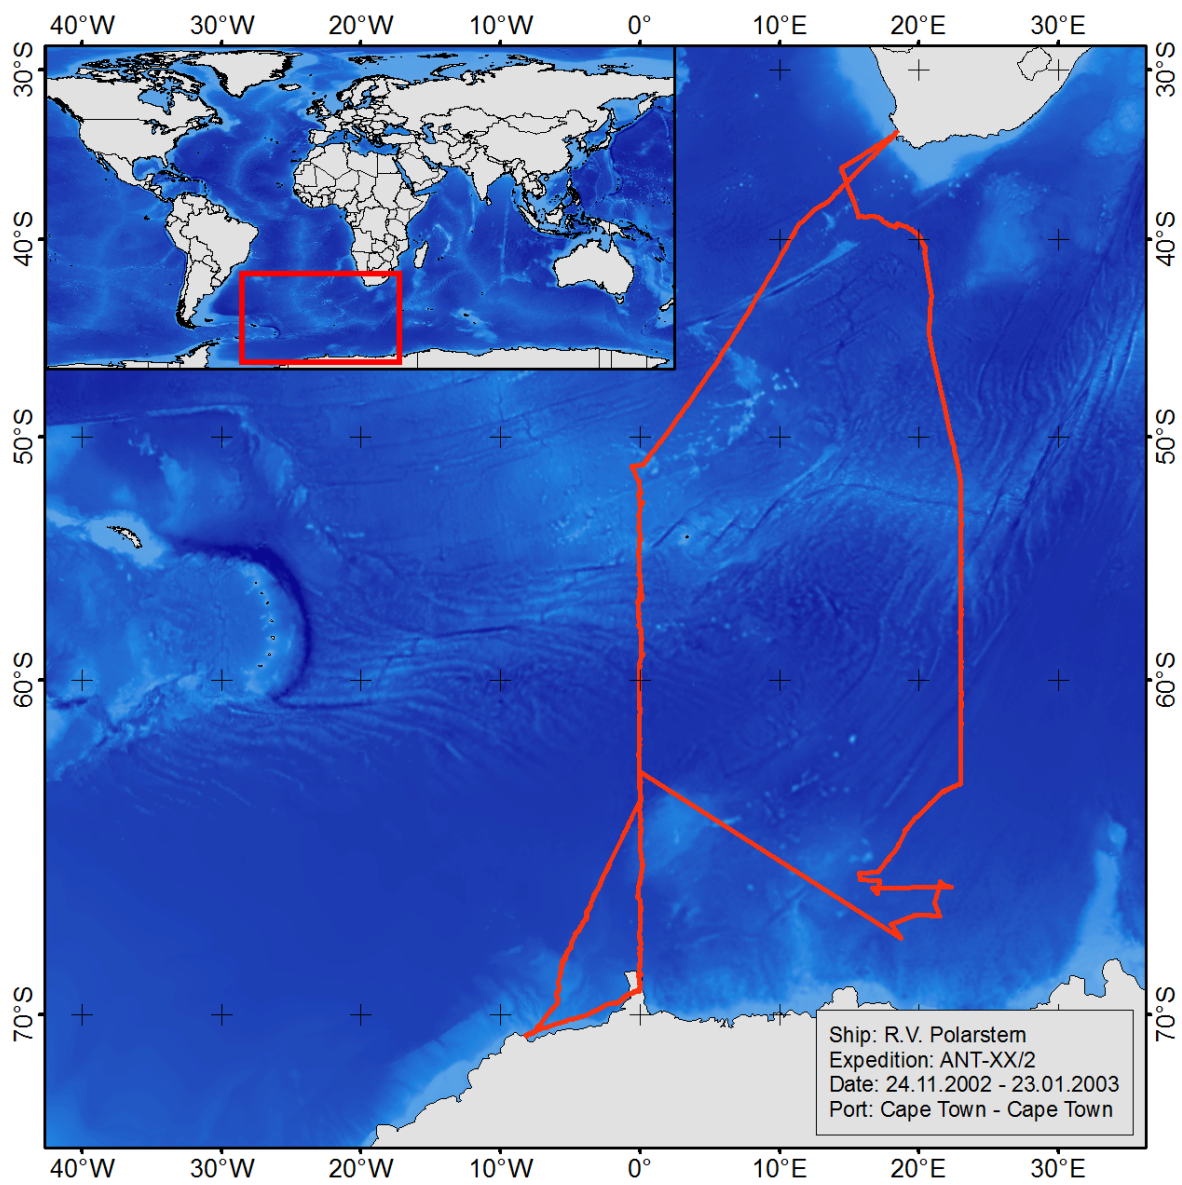 40°W 30°W 20°W 10°W 0° 10°E 20°E 30°E
30°S 30°S
40°S 40°S
50°S 50°S
60°S 60°S
70°S 70°S
Ship: R.V. Polarstern
Expedition: ANT-XX/2
Date: 24.11.2002 - 23.01.2003
Port: Cape Town - Cape Town
40°W 30°W 20°W 10°W 0° 10°E 20°E 30°E